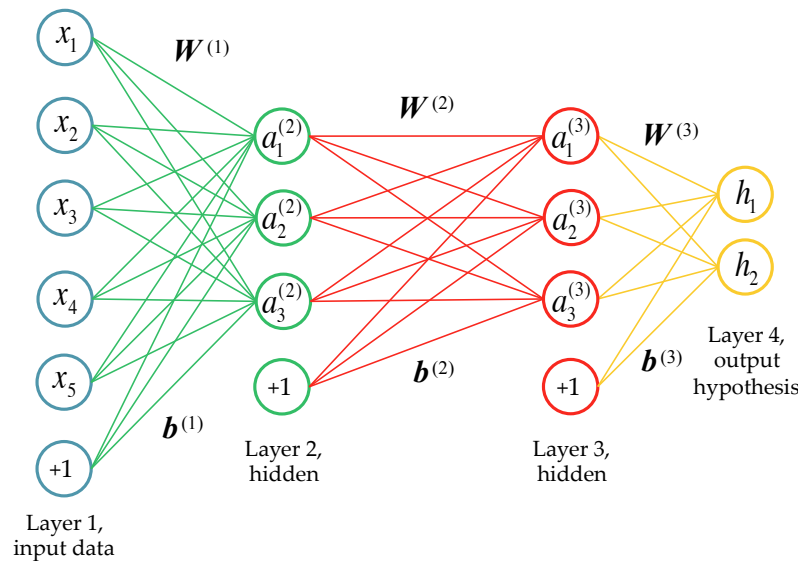 x₁
x₂
x₃
x₄
x₅
+1
Layer 1,
input data
W⁽¹⁾
b⁽¹⁾
a₁⁽²⁾
a₂⁽²⁾
a₃⁽²⁾
+1
Layer 2,
hidden
W⁽²⁾
b⁽²⁾
a₁⁽³⁾
a₂⁽³⁾
a₃⁽³⁾
+1
Layer 3,
hidden
W⁽³⁾
b⁽³⁾
h₁
h₂
Layer 4,
output
hypothesis